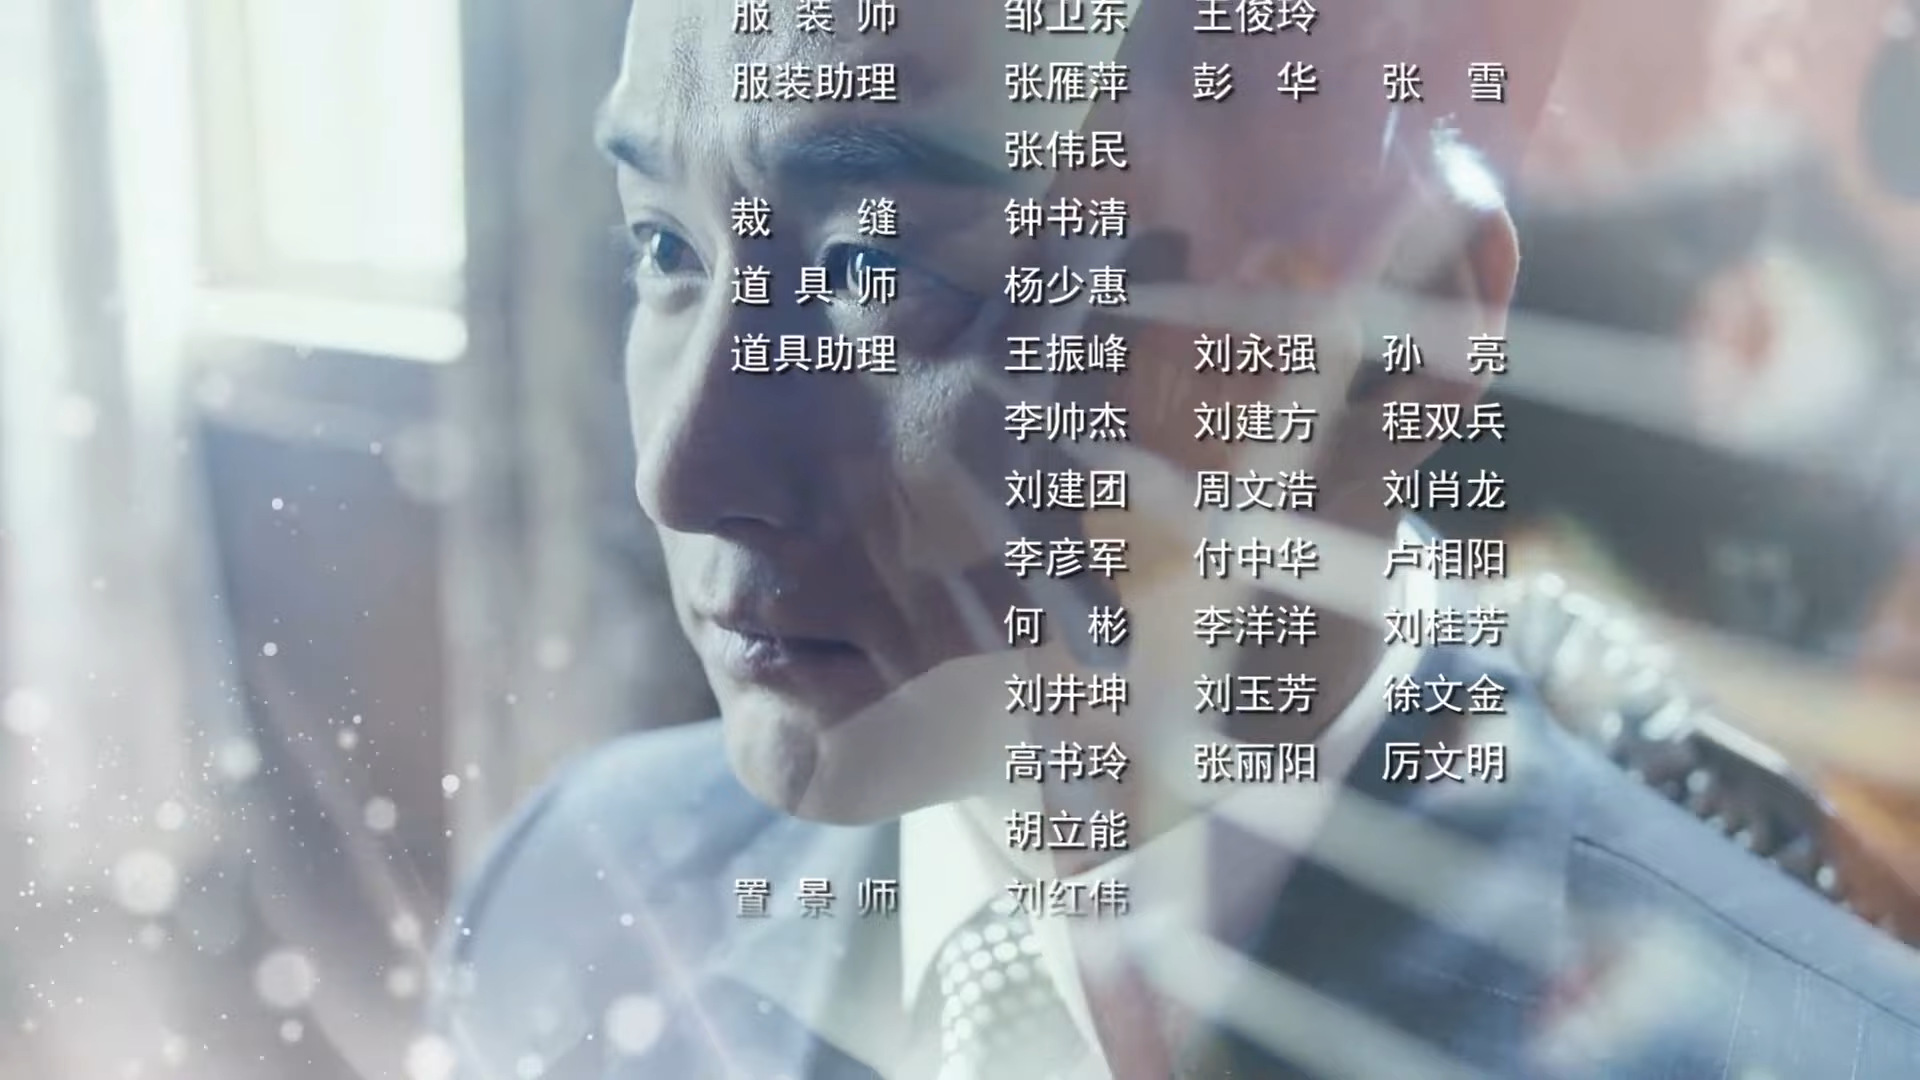 服装师 邹卫东 王俊玲
服装助理 张雁萍 彭华 张雪
张伟民
裁缝 钟书清
道具师 杨少惠
道具助理 王振峰 刘永强 孙亮
李帅杰 刘建方 程双兵
刘建团 周文浩 刘肖龙
李彦军 付中华 卢相阳
何彬 李洋洋 刘桂芳
刘井坤 刘玉芳 徐文金
高书玲 张丽阳 厉文明
胡立能
置景师 刘红伟